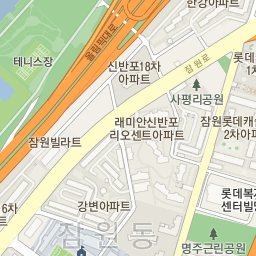 한강아파트
올림픽대로
테니스장
신반포18차
아파트
잠원로
롯데
사평리공원
래미안신반포
리오센트아파트
잠원롯데캐슬
2차아파
잠원빌라트
6차
강변아파트
잠원동
롯데복지
센터빌딩
명주근린공원